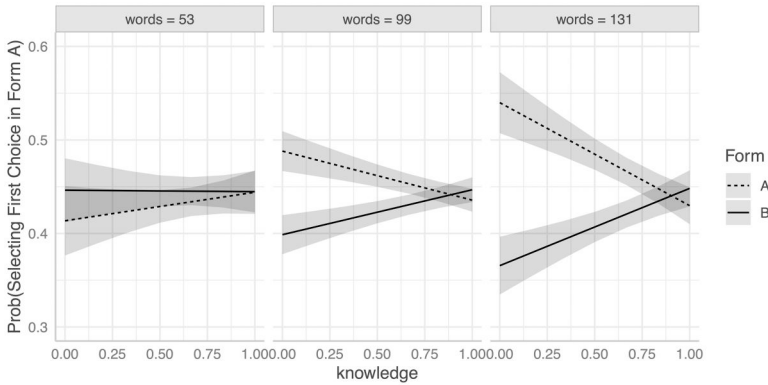 words = 53
words = 99
words = 131
Prob(Selecting First Choice in Form A)
0.6
0.5
0.4
0.3
0.00 0.25 0.50 0.75 1.00
0.00 0.25 0.50 0.75 1.00
0.00 0.25 0.50 0.75 1.00
knowledge
Form
A
B